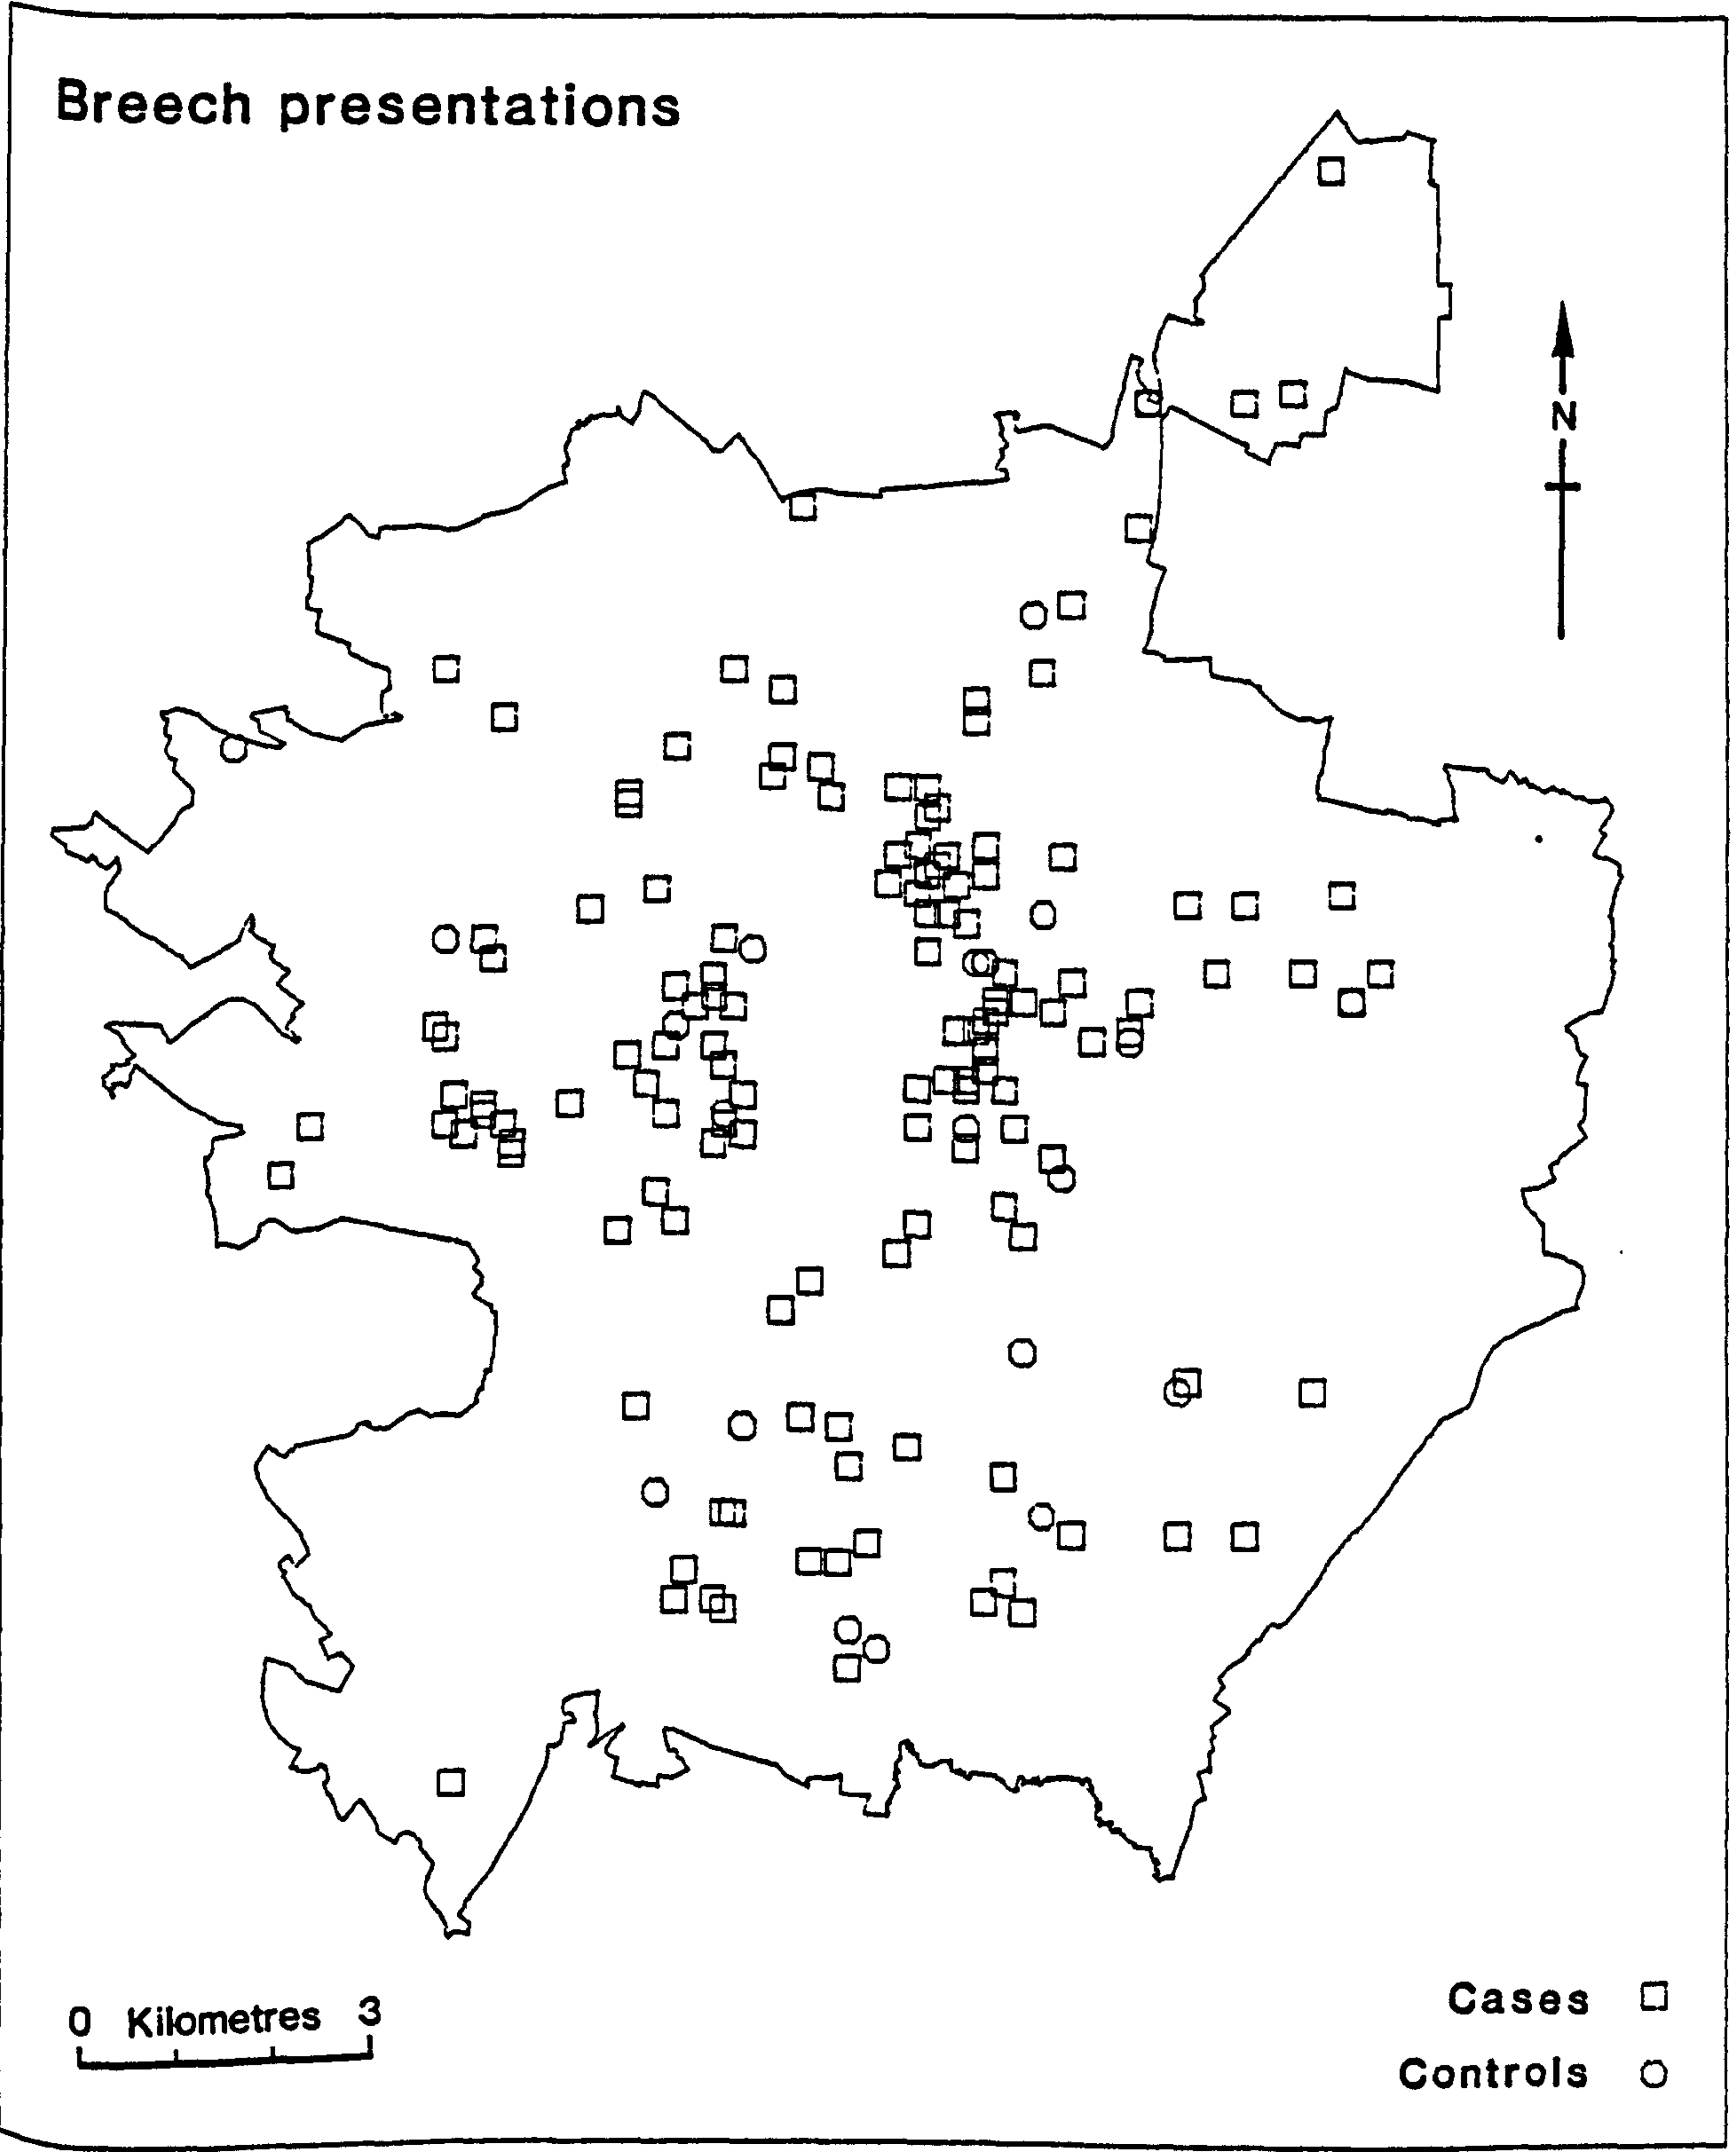 Breech presentations
N
0 Kilometres 3
Cases
Controls